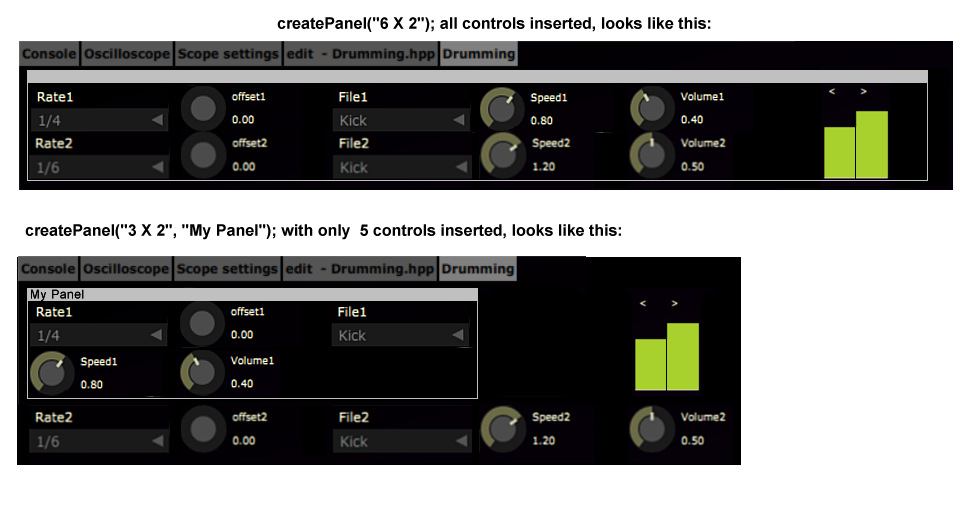 createPanel("6 X 2"); all controls inserted, looks like this:
Console Oscilloscope Scope settings edit - Drumming.hpp Drumming
Rate1 offset1 File1 Speed1 Volume1 < >
1/4 0.00 Kick 0.80 0.40
Rate2 offset2 File2 Speed2 Volume2
1/6 0.00 Kick 1.20 0.50
createPanel("3 X 2", "My Panel"); with only 5 controls inserted, looks like this:
Console Oscilloscope Scope settings edit - Drumming.hpp Drumming
My Panel
Rate1 offset1 File1 < >
1/4 0.00 Kick
Speed1 Volume1
0.80 0.40
Rate2 offset2 File2 Speed2 Volume2
1/6 0.00 Kick 1.20 0.50